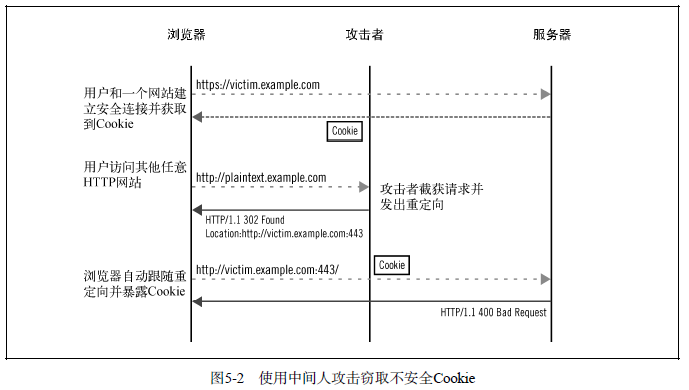 浏览器
攻击者
服务器
用户和一个网站建
立安全连接并获取
到Cookie
https://victim.example.com
Cookie
用户访问其他任意
HTTP网站
http://plaintext.example.com
攻击者截获请求并
发出重定向
HTTP/1.1 302 Found
Location:http://victim.example.com:443
浏览器自动跟随重
定向并暴露Cookie
http://victim.example.com:443/
Cookie
HTTP/1.1 400 Bad Request
图5-2 使用中间人攻击窃取不安全Cookie